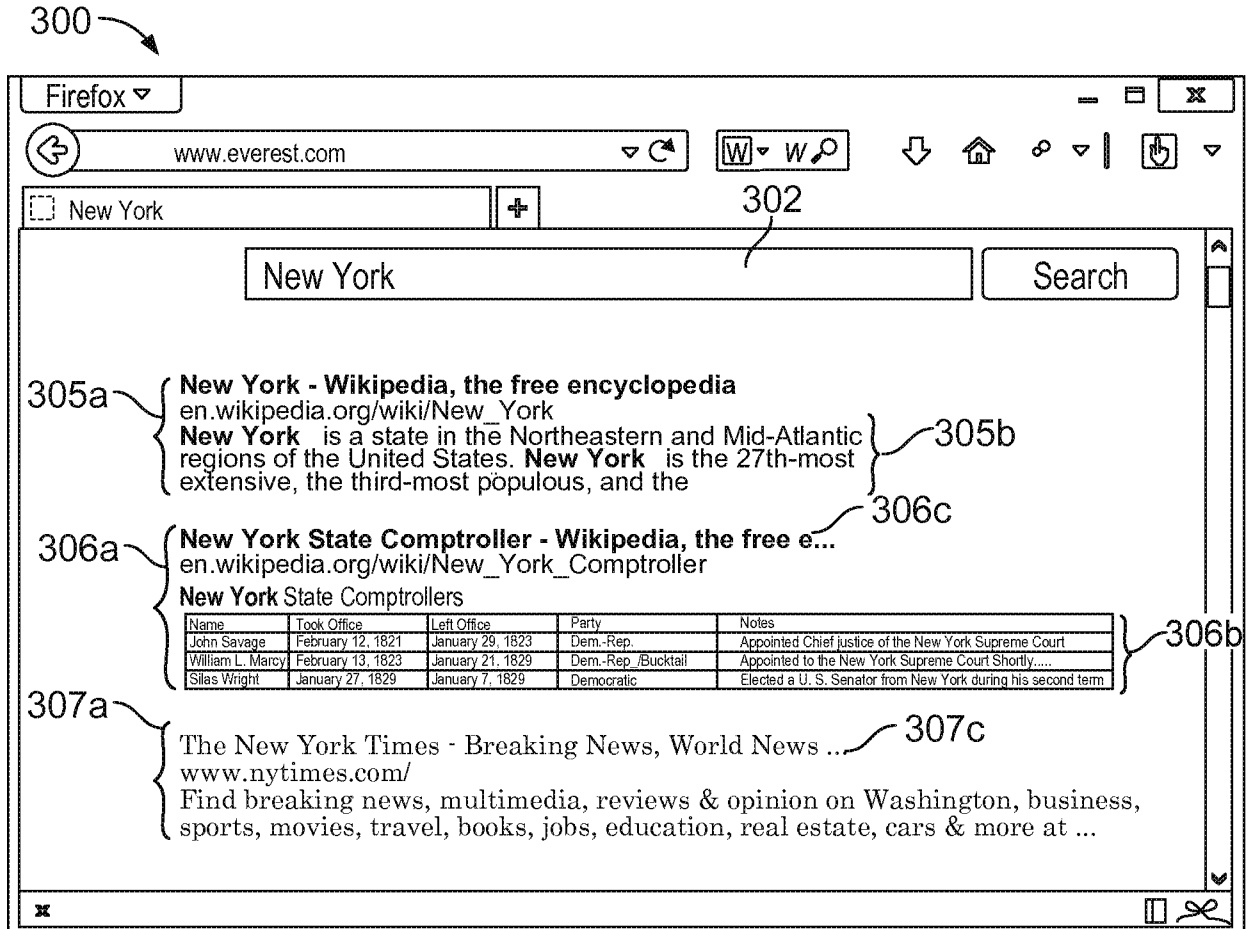 300
Firefox
www.everest.com
W W
New York
302
New York Search
305a
New York - Wikipedia, the free encyclopedia
en.wikipedia.org/wiki/New_York
New York is a state in the Northeastern and Mid-Atlantic
regions of the United States. New York is the 27th-most
extensive, the third-most populous, and the
305b
306c
306a
New York State Comptroller - Wikipedia, the free e...
en.wikipedia.org/wiki/New_York_Comptroller
New York State Comptrollers
Name Took Office Left Office Party Notes
John Savage February 12, 1821 January 29, 1823 Dem.-Rep. Appointed Chief justice of the New York Supreme Court
William L. Marcy February 13, 1823 January 21, 1829 Dem.-Rep_/Bucktail Appointed to the New York Supreme Court Shortly.....
Silas Wright January 27, 1829 January 7, 1829 Democratic Elected a U. S. Senator from New York during his second term
306b
307a
307c
The New York Times - Breaking News, World News ...
www.nytimes.com/
Find breaking news, multimedia, reviews & opinion on Washington, business,
sports, movies, travel, books, jobs, education, real estate, cars & more at ...